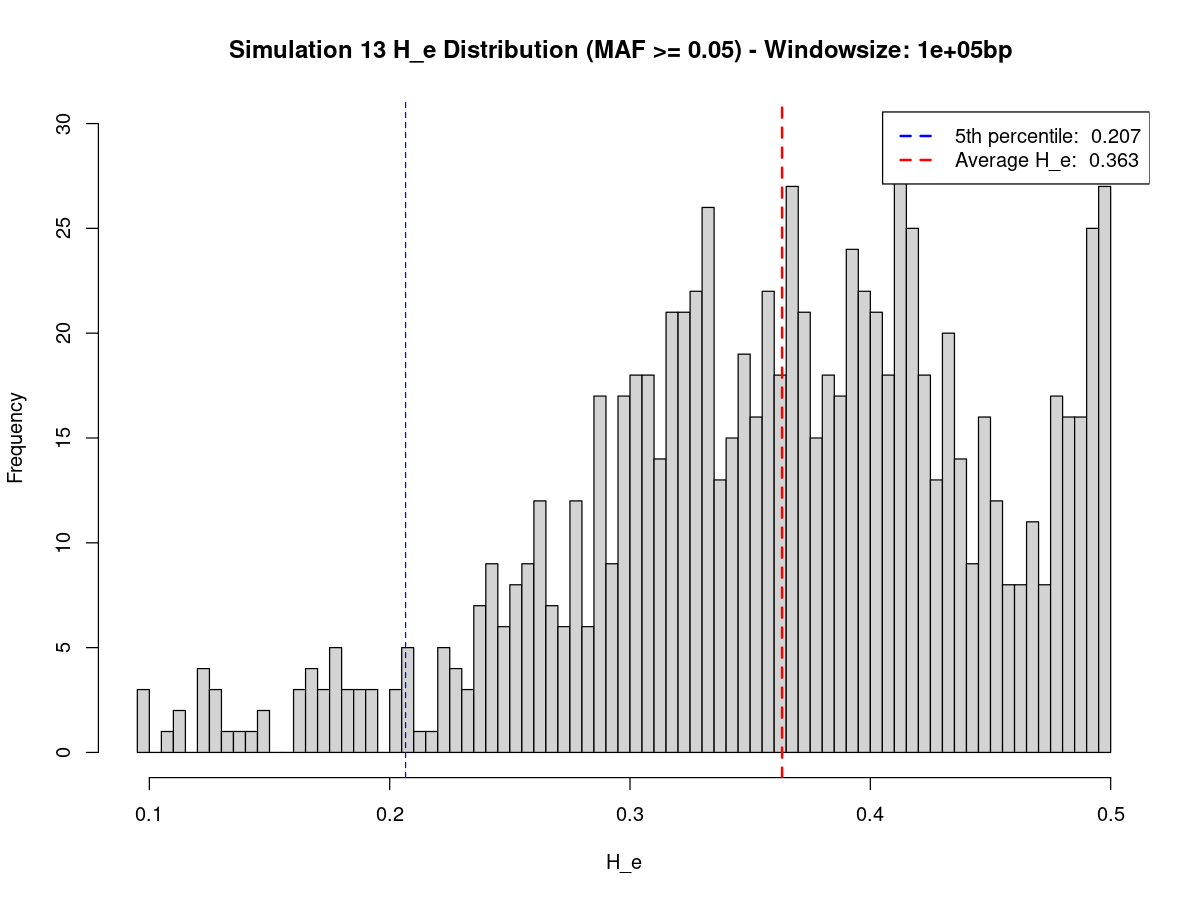 Simulation 13 H_e Distribution (MAF >= 0.05) - Windowsize: 1e+05bp
5th percentile:  0.207
Average H_e:  0.363
Frequency
30
25
20
15
10
5
0
0.1 0.2 0.3 0.4 0.5
H_e